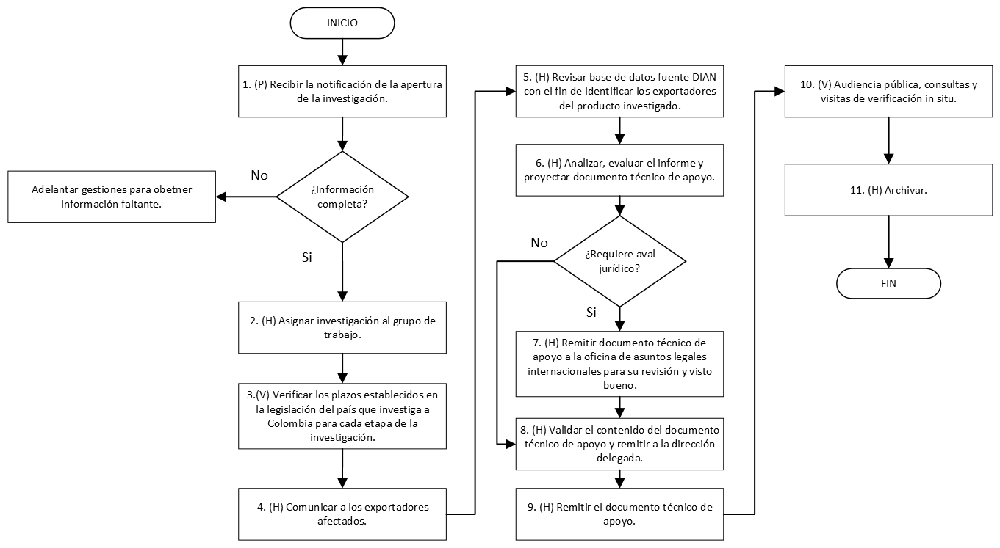 INICIO
1. (P) Recibir la notificación de la apertura
de la investigación.
No
¿Información
completa?
Adelantar gestiones para obetner
información faltante.
Si
2. (H) Asignar investigación al grupo de
trabajo.
3.(V) Verificar los plazos establecidos en
la legislación del país que investiga a
Colombia para cada etapa de la
investigación.
4. (H) Comunicar a los exportadores
afectados.
5. (H) Revisar base de datos fuente DIAN
con el fin de identificar los exportadores
del producto investigado.
6. (H) Analizar, evaluar el informe y
proyectar documento técnico de apoyo.
No
¿Requiere aval
jurídico?
Si
7. (H) Remitir documento técnico de
apoyo a la oficina de asuntos legales
internacionales para su revisión y visto
bueno.
8. (H) Validar el contenido del documento
técnico de apoyo y remitir a la dirección
delegada.
9. (H) Remitir el documento técnico de
apoyo.
10. (V) Audiencia pública, consultas y
visitas de verificación in situ.
11. (H) Archivar.
FIN